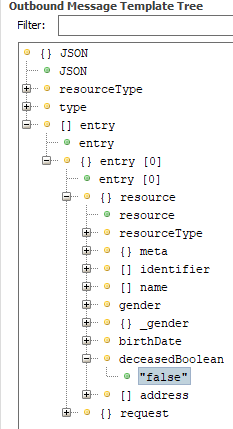 Outbound Message Template Tree
Filter:
{} JSON
JSON
resourceType
type
[] entry
entry
{} entry [0]
entry [0]
{} resource
resource
resourceType
{} meta
[] identifier
[] name
gender
{} _gender
birthDate
deceasedBoolean
"false"
[] address
{} request